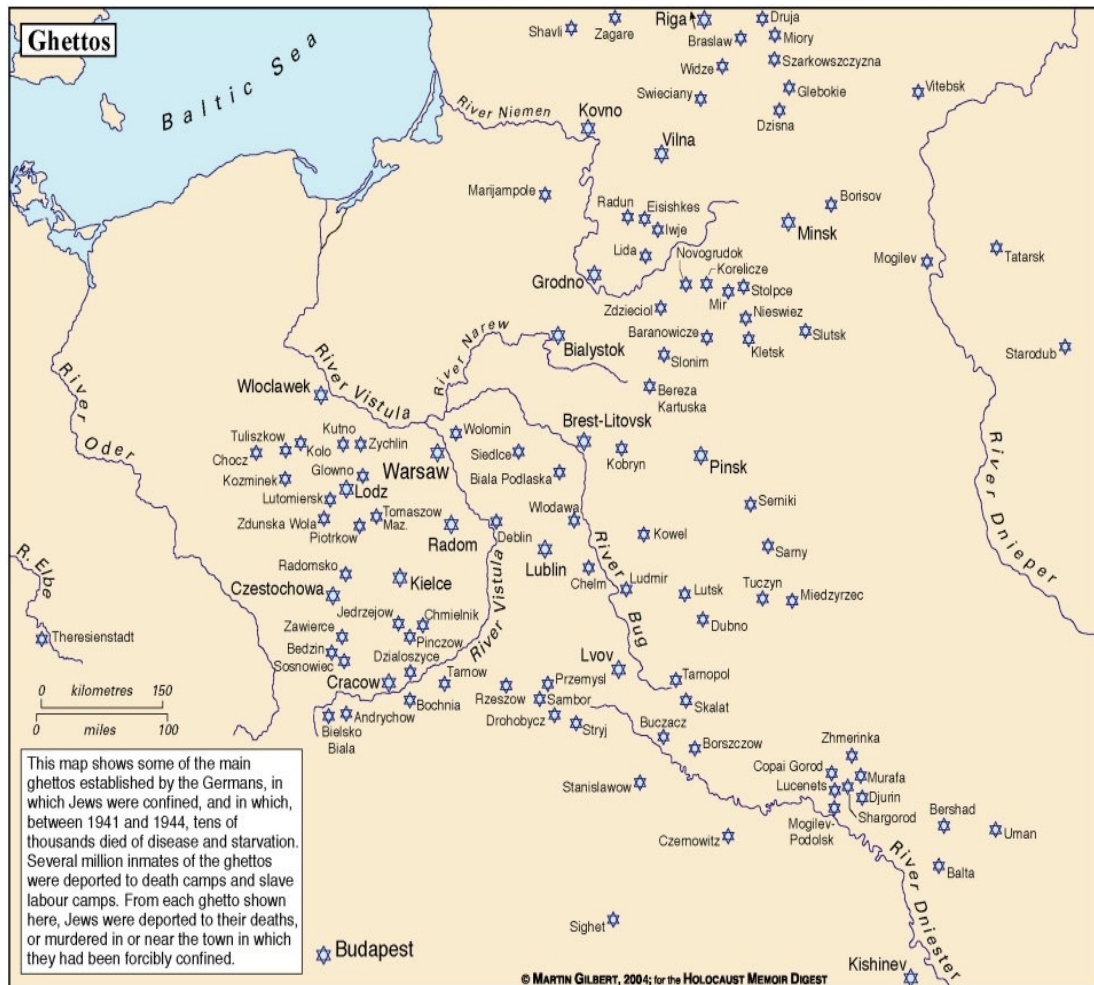 Ghettos
Baltic Sea
Shavli
Zagare
Riga
Druja
Braslaw
Miory
Szarkowszczyzna
Widze
Glebokie
Vitebsk
Swieciany
Dzisna
River Niemen
Kovno
Vilna
Marijampole
Radun
Eisishkes
Iwje
Borisov
Minsk
Lida
Novogrudok
Korelicze
Mogilev
Tatarsk
Grodno
Mir
Stolpce
Zdzieciol
Nieswiez
Baranowicze
Slutsk
Slonim
Kletsk
Starodub
River Narew
Bialystok
Bereza
Kartuska
River Oder
River Vistula
Wloclawek
Brest-Litovsk
River Dnieper
Kutno
Wolomin
Tuliszkow
Kolo
Zychlin
Chocz
Warsaw
Siedlce
Kobryn
Pinsk
Glowno
Biala Podlaska
Kozminek
Lodz
Lutomiersk
Serniki
Zdunska Wola
Tomaszow
Maz.
Piotrkow
Radom
Deblin
Wlodawa
Kowel
Sarny
R. Elbe
Lublin
River Bug
Radomsko
Kielce
Chelm
Ludmir
Lutsk
Tuczyn
Miedzyrzec
Czestochowa
Dubno
Jedrzejow
Chmielnik
River Vistula
Theresienstadt
Zawierce
Pinczow
Bedzin
Dzialoszyce
Sosnowiec
Lvov
Tarnopol
Cracow
Tarnow
Przemysl
0 kilometres 150
Rzeszow
Sambor
Skalat
0 miles 100
Bochnia
Andrychow
Drohobycz
Stryj
Bielsko
Biala
Buczacz
Borszczow
Zhmerinka
Copai Gorod
Murafa
Stanislawow
Lucenets
Djurin
Shargorod
Bershad
Uman
Mogilev-
Podolsk
Czernowitz
Balta
River Dniester
Sighet
Budapest
Kishinev
This map shows some of the main
ghettos established by the Germans, in
which Jews were confined, and in which,
between 1941 and 1944, tens of
thousands died of disease and starvation.
Several million inmates of the ghettos
were deported to death camps and slave
labour camps. From each ghetto shown
here, Jews were deported to their deaths,
or murdered in or near the town in which
they had been forcibly confined.
© MARTIN GILBERT, 2004; for the HOLOCAUST MEMOIR DIGEST